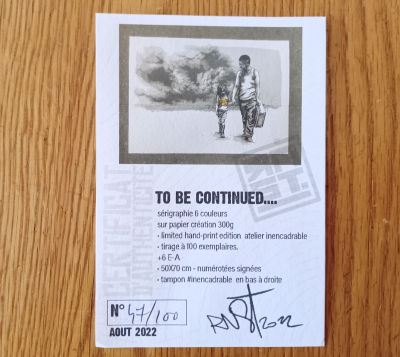 CERTIFICAT
D'AUTHENTICITÉ
TO BE CONTINUED....
sérigraphie 6 couleurs
sur papier création 300g
- limited hand-print edition atelier inencadrable
- tirage à 100 exemplaires.
+6 E-A
- 50X70 cm - numérotées signées
- tampon #inencadrable en bas à droite
N° 47/100
AOUT 2022
2022